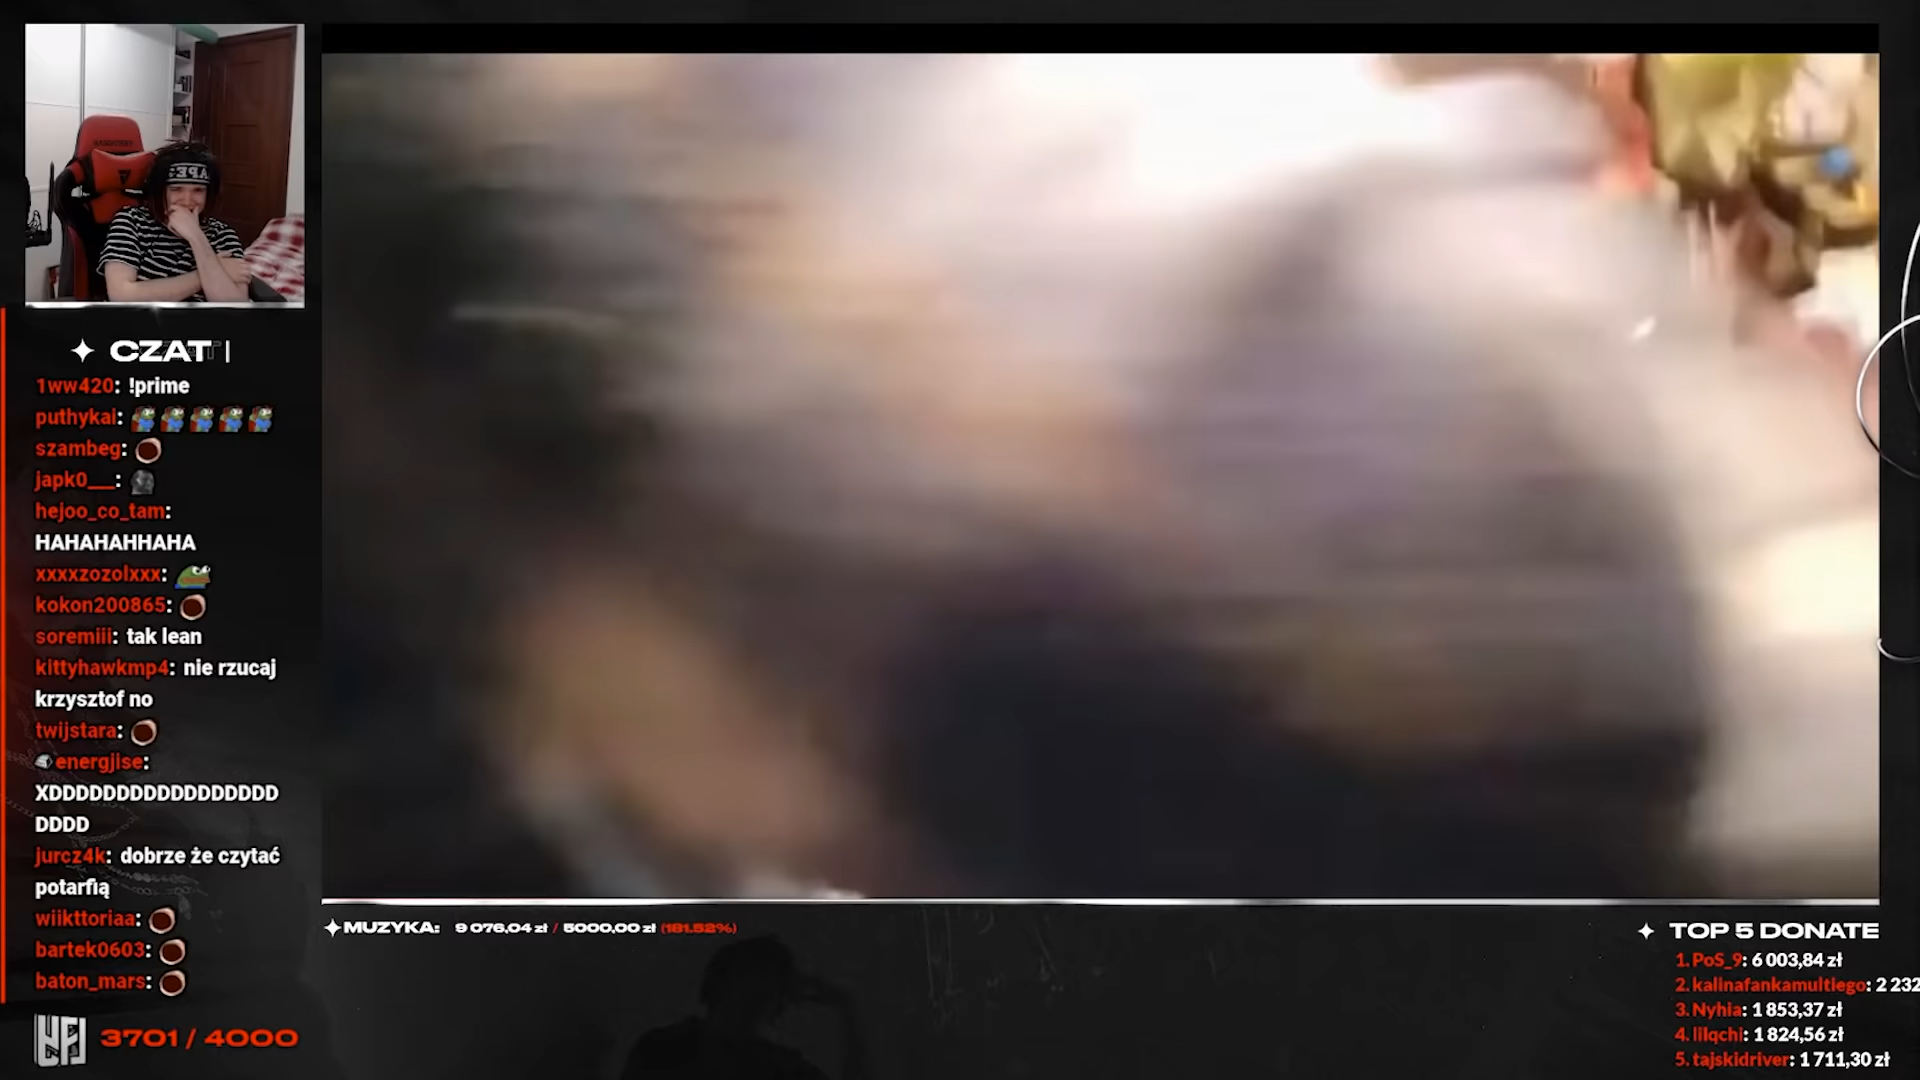 CZAT
1ww420: !prime
puthykal:
szambeg:
japk0___:
hejoo_co_tam:
HAHAHAHHAHA
xxxxzozolxxx:
kokon200865:
soremiii: tak lean
kittyhawkmp4: nie rzucaj
krzysztof no
twijstara:
energjise:
XDDDDDDDDDDDDDDDDD
DDDD
jurcz4k: dobrze że czytać
potarfią
wiikttoriaa:
bartek0603:
baton_mars:
3701 / 4000
MUZYKA: 9 076,04 zł / 5000,00 zł (181.52%)
TOP 5 DONATE
1. PoS_9: 6 003,84 zł
2. kalinafankamultiego: 2 232
3. Nyhia: 1 853,37 zł
4. lilqchi: 1 824,56 zł
5. tajskidriver: 1 711,30 zł